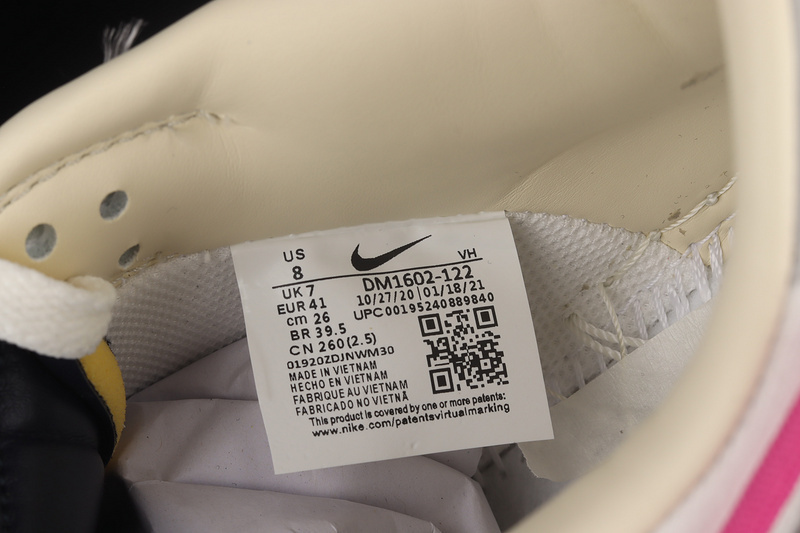 US
8
VH
UK 7
DM1602-122
EUR 41
10/27/20 01/18/21
cm 26
UPC 00195240889840
BR 39.5
CN 260(2.5)
01920ZDJNWM30
MADE IN VIETNAM
HECHO EN VIETNAM
FABRIQUE AU VIETNAM
FABRICADO NO VIETNÃ
This product is covered by one or more patents:
www.nike.com/patentsvirtualmarking